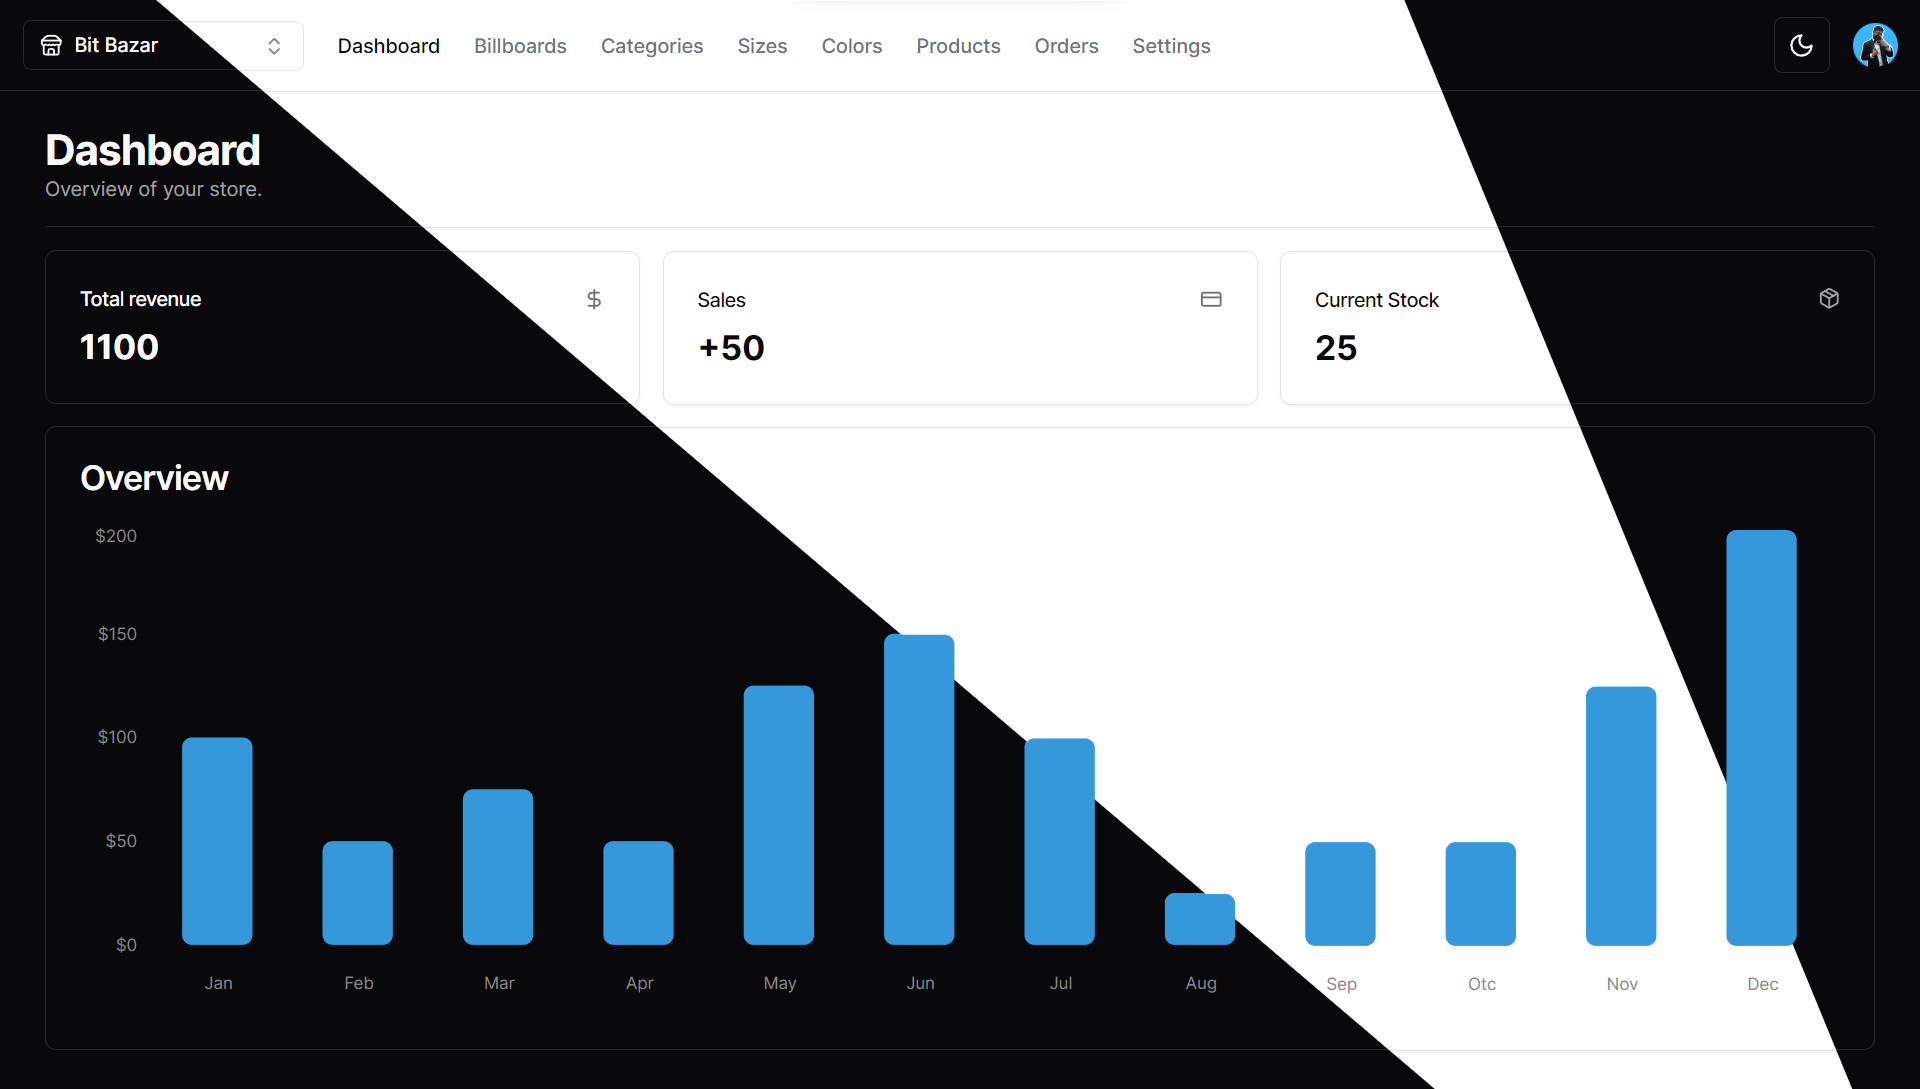 Bit Bazar
Dashboard Billboards Categories Sizes Colors Products Orders Settings
Dashboard
Overview of your store.
Total revenue
1100
Sales
+50
Current Stock
25
Overview
$200
$150
$100
$50
$0
Jan Feb Mar Apr May Jun Jul Aug Sep Otc Nov Dec